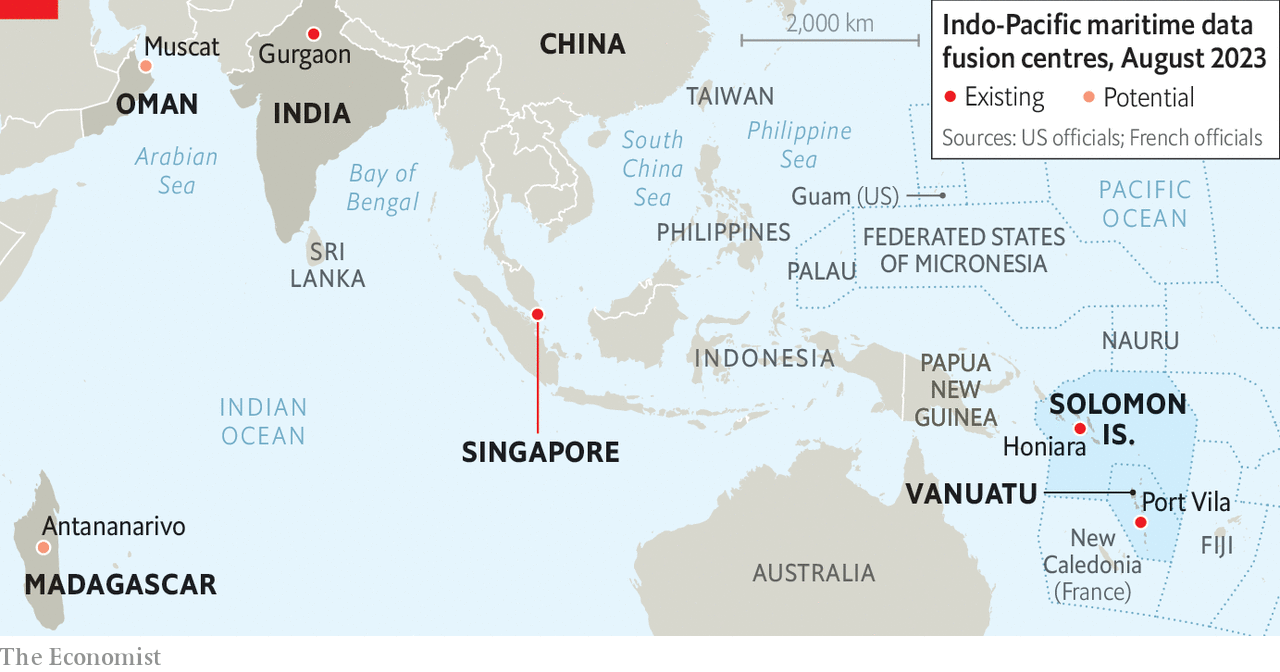 Indo-Pacific maritime data
fusion centres, August 2023
Existing
Potential
Sources: US officials; French officials
2,000 km
Muscat
Gurgaon
CHINA
OMAN
INDIA
TAIWAN
Arabian
Sea
Bay of
Bengal
South
China
Sea
Philippine
Sea
Guam (US)
PACIFIC
OCEAN
PHILIPPINES
FEDERATED STATES
OF MICRONESIA
PALAU
SRI
LANKA
NAURU
INDONESIA
PAPUA
NEW
GUINEA
SOLOMON
IS.
Honiara
INDIAN
OCEAN
SINGAPORE
VANUATU
Port Vila
Antananarivo
MADAGASCAR
New
Caledonia
(France)
FIJI
AUSTRALIA
The Economist